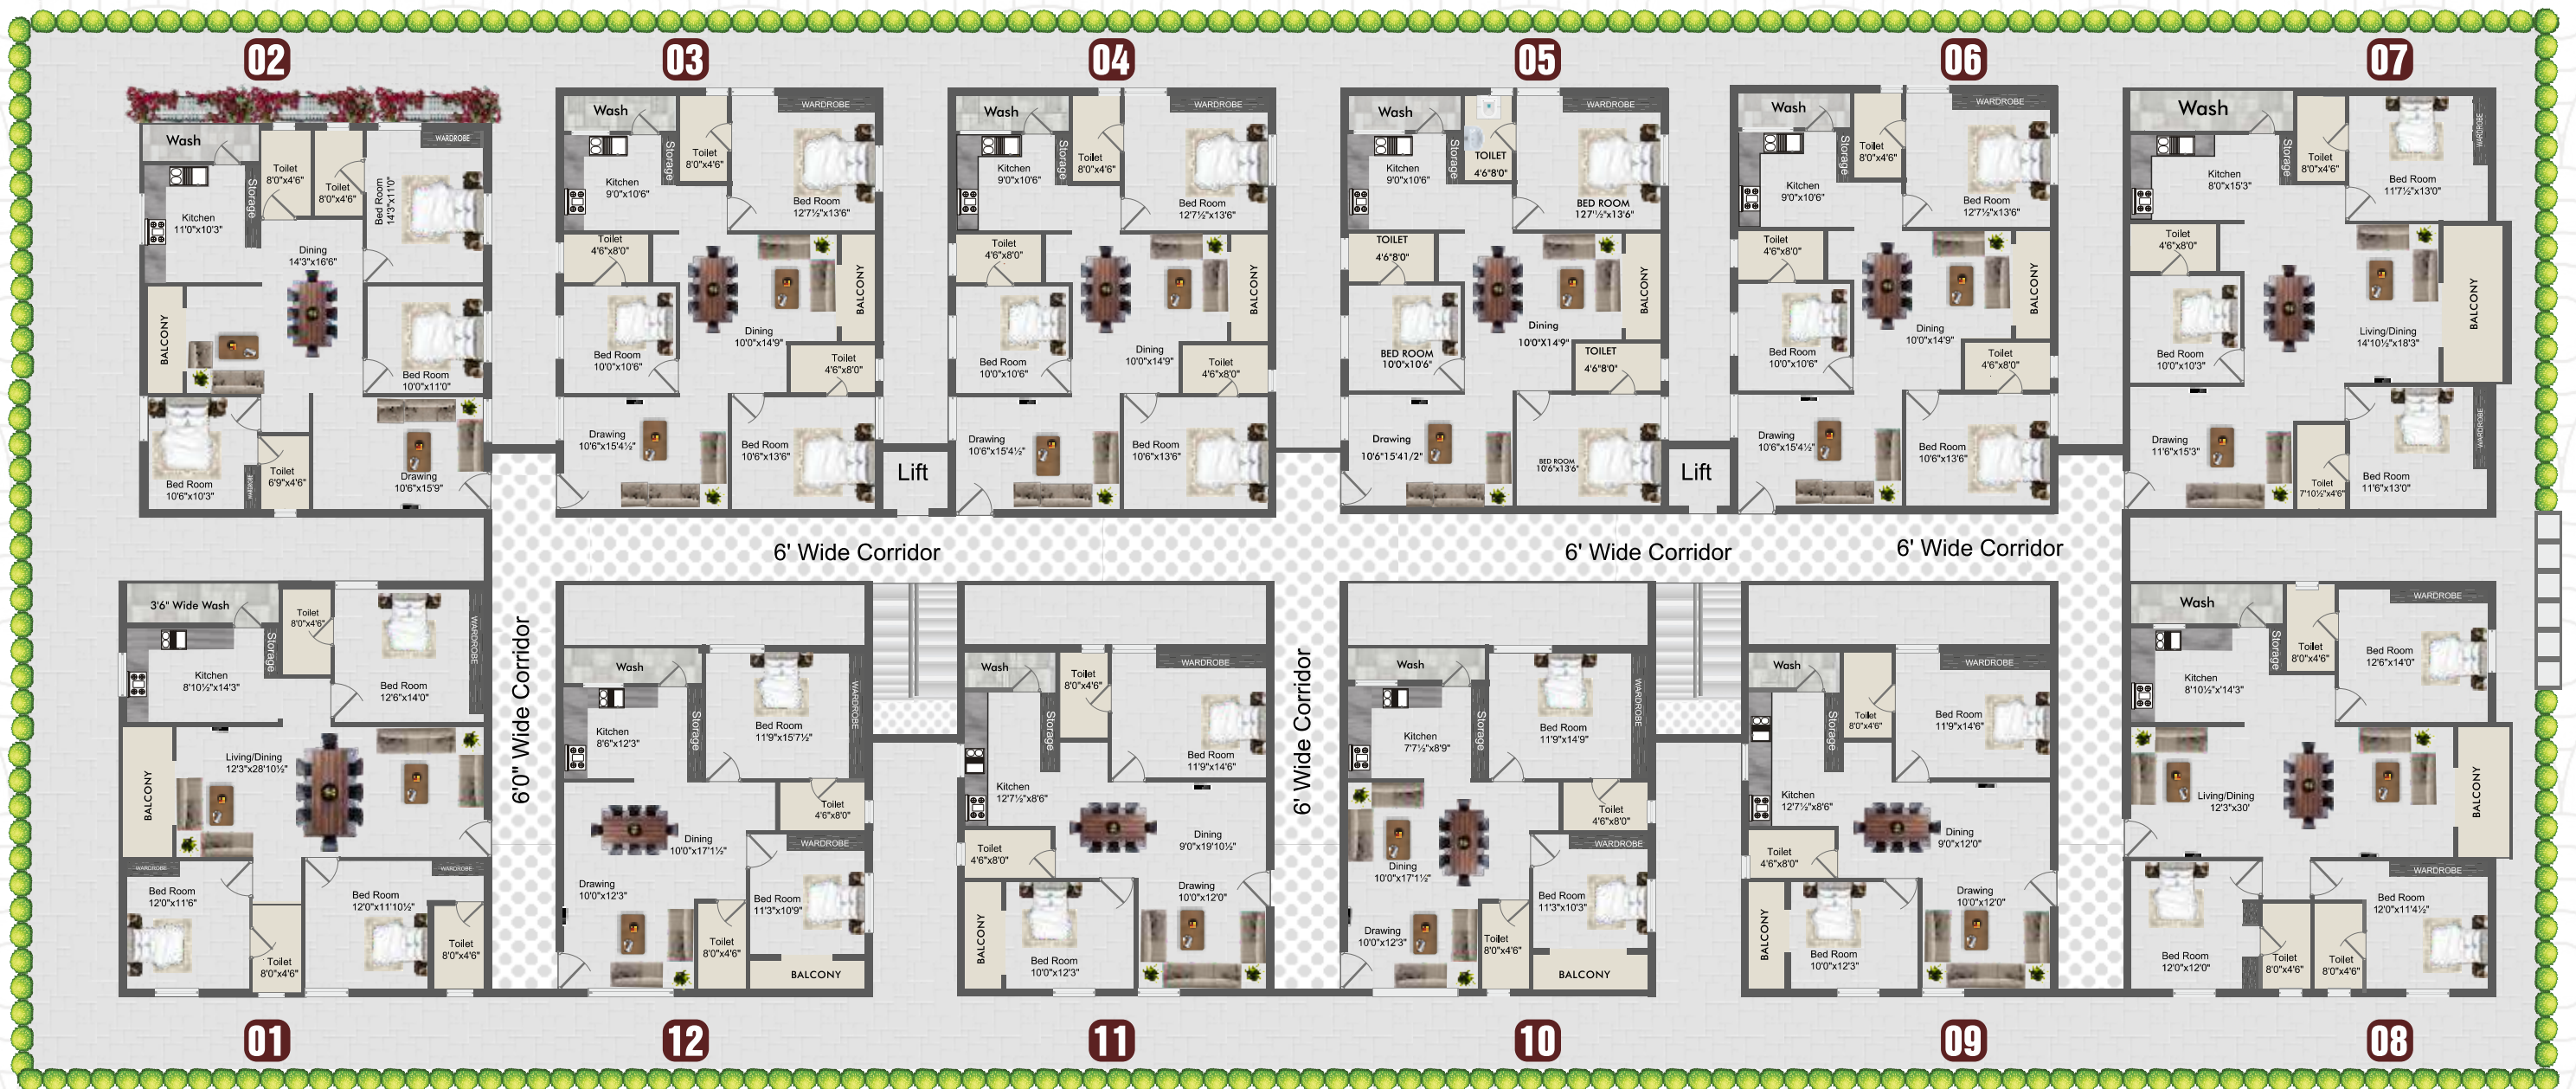 02
03
04
05
06
07
Wash
WARDROBE
Toilet
8'0"x4'6"
Toilet
8'0"x4'6"
Bed Room
14'3"x11'0"
Storage
Kitchen
11'0"x10'3"
Dining
14'3"x16'6"
BALCONY
Bed Room
10'0"x11'0"
Bed Room
10'6"x10'3"
WARDROBE
Toilet
6'9"x4'6"
Drawing
10'6"x15'9"
Wash
WARDROBE
Storage
Toilet
8'0"x4'6"
Kitchen
9'0"x10'6"
Bed Room
12'7½"x13'6"
Toilet
4'6"x8'0"
BALCONY
Dining
10'0"x14'9"
Bed Room
10'0"x10'6"
Toilet
4'6"x8'0"
Drawing
10'6"x15'4½"
Bed Room
10'6"x13'6"
Lift
Wash
WARDROBE
Storage
Toilet
8'0"x4'6"
Kitchen
9'0"x10'6"
Bed Room
12'7½"x13'6"
Toilet
4'6"x8'0"
BALCONY
Dining
10'0"x14'9"
Bed Room
10'0"x10'6"
Toilet
4'6"x8'0"
Drawing
10'6"x15'4½"
Bed Room
10'6"x13'6"
Wash
WARDROBE
Storage
TOILET
4'6"8'0"
Kitchen
9'0"x10'6"
BED ROOM
127'½"x13'6"
TOILET
4'6"8'0"
BALCONY
Dining
10'0"X14'9"
BED ROOM
10'0"x10'6"
TOILET
4'6"8'0"
Drawing
10'6"15'41/2"
BED ROOM
10'6"x13'6"
Lift
Wash
WARDROBE
Storage
Toilet
8'0"x4'6"
Kitchen
9'0"x10'6"
Bed Room
12'7½"x13'6"
Toilet
4'6"x8'0"
BALCONY
Dining
10'0"x14'9"
Bed Room
10'0"x10'6"
Toilet
4'6"x8'0"
Drawing
10'6"x15'4½"
Bed Room
10'6"x13'6"
Wash
WARDROBE
Storage
Toilet
8'0"x4'6"
Kitchen
8'0"x15'3"
Bed Room
11'7½"x13'0"
Toilet
4'6"x8'0"
BALCONY
Living/Dining
14'10½"x18'3"
Bed Room
10'0"x10'3"
WARDROBE
Drawing
11'6"x15'3"
Toilet
7'10½"x4'6"
Bed Room
11'6"x13'0"
6' Wide Corridor
6' Wide Corridor
6' Wide Corridor
3'6" Wide Wash
Toilet
8'0"x4'6"
Storage
WARDROBE
Kitchen
8'10½"x14'3"
Bed Room
12'6"x14'0"
Living/Dining
12'3"x28'10½"
BALCONY
WARDROBE
WARDROBE
Bed Room
12'0"x11'6"
Bed Room
12'0"x11'10½"
Toilet
8'0"x4'6"
Toilet
8'0"x4'6"
6'0" Wide Corridor
Wash
Storage
WARDROBE
Kitchen
8'6"x12'3"
Bed Room
11'9"x15'7½"
Toilet
4'6"x8'0"
Dining
10'0"x17'1½"
WARDROBE
Drawing
10'0"x12'3"
Bed Room
11'3"x10'9"
Toilet
8'0"x4'6"
BALCONY
Wash
Toilet
8'0"x4'6"
WARDROBE
Storage
Bed Room
11'9"x14'6"
Kitchen
12'7½"x8'6"
Dining
9'0"x19'10½"
Toilet
4'6"x8'0"
Drawing
10'0"x12'0"
BALCONY
Bed Room
10'0"x12'3"
6' Wide Corridor
Wash
Storage
WARDROBE
Kitchen
7'7½"x8'9"
Bed Room
11'9"x14'9"
Toilet
4'6"x8'0"
WARDROBE
Dining
10'0"x17'1½"
Bed Room
11'3"x10'3"
Drawing
10'0"x12'3"
Toilet
8'0"x4'6"
BALCONY
Wash
WARDROBE
Storage
Toilet
8'0"x4'6"
Bed Room
11'9"x14'6"
Kitchen
12'7½"x8'6"
Dining
9'0"x12'0"
Toilet
4'6"x8'0"
Drawing
10'0"x12'0"
BALCONY
Bed Room
10'0"x12'3"
Wash
WARDROBE
Storage
Toilet
8'0"x4'6"
Bed Room
12'6"x14'0"
Kitchen
8'10½"x'14'3"
Living/Dining
12'3"x30'
BALCONY
WARDROBE
Bed Room
12'0"x11'4½"
Bed Room
12'0"x12'0"
Toilet
8'0"x4'6"
Toilet
8'0"x4'6"
01
12
11
10
09
08